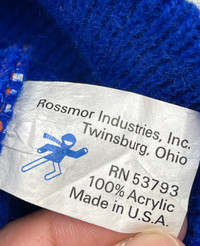 Rossmor Industries, Inc.
Twinsburg, Ohio
RN 53793
100% Acrylic
Made in U.S.A.